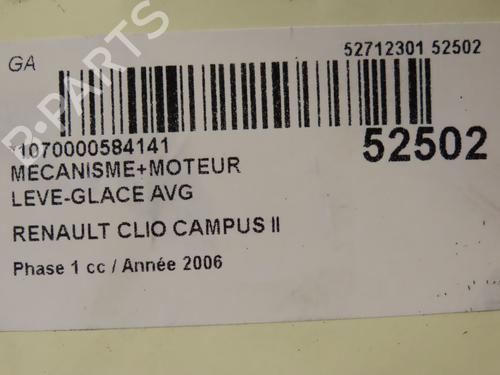 GA
52712301 52502
B-PARTS
11070000584141
52502
MECANISME+MOTEUR
LEVE-GLACE AVG
RENAULT CLIO CAMPUS II
Phase 1 cc / Année 2006